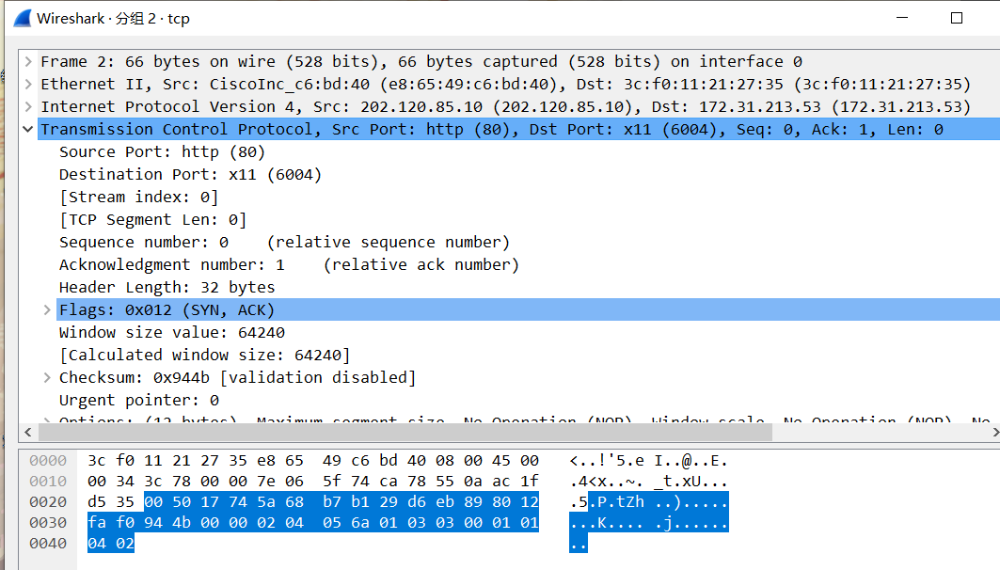 Wireshark · 分组 2 · tcp
Frame 2: 66 bytes on wire (528 bits), 66 bytes captured (528 bits) on interface 0
Ethernet II, Src: CiscoInc_c6:bd:40 (e8:65:49:c6:bd:40), Dst: 3c:f0:11:21:27:35 (3c:f0:11:21:27:35)
Internet Protocol Version 4, Src: 202.120.85.10 (202.120.85.10), Dst: 172.31.213.53 (172.31.213.53)
Transmission Control Protocol, Src Port: http (80), Dst Port: x11 (6004), Seq: 0, Ack: 1, Len: 0
Source Port: http (80)
Destination Port: x11 (6004)
[Stream index: 0]
[TCP Segment Len: 0]
Sequence number: 0    (relative sequence number)
Acknowledgment number: 1    (relative ack number)
Header Length: 32 bytes
Flags: 0x012 (SYN, ACK)
Window size value: 64240
[Calculated window size: 64240]
Checksum: 0x944b [validation disabled]
Urgent pointer: 0
Options: (12 bytes), Maximum segment size, No-Operation (NOP), Window scale, No-Operation (NOP), No
0000  3c f0 11 21 27 35 e8 65  49 c6 bd 40 08 00 45 00   <..!'5.e I..@..E.
0010  00 34 3c 78 00 00 7e 06  5f 74 ca 78 55 0a ac 1f   .4<x..~. _t.xU...
0020  d5 35 00 50 17 74 5a 68  b7 b1 29 d6 eb 89 80 12   .5.P.tZh ..).....
0030  fa f0 94 4b 00 00 02 04  05 6a 01 03 03 00 01 01   ...K.... .j......
0040  04 02   ..